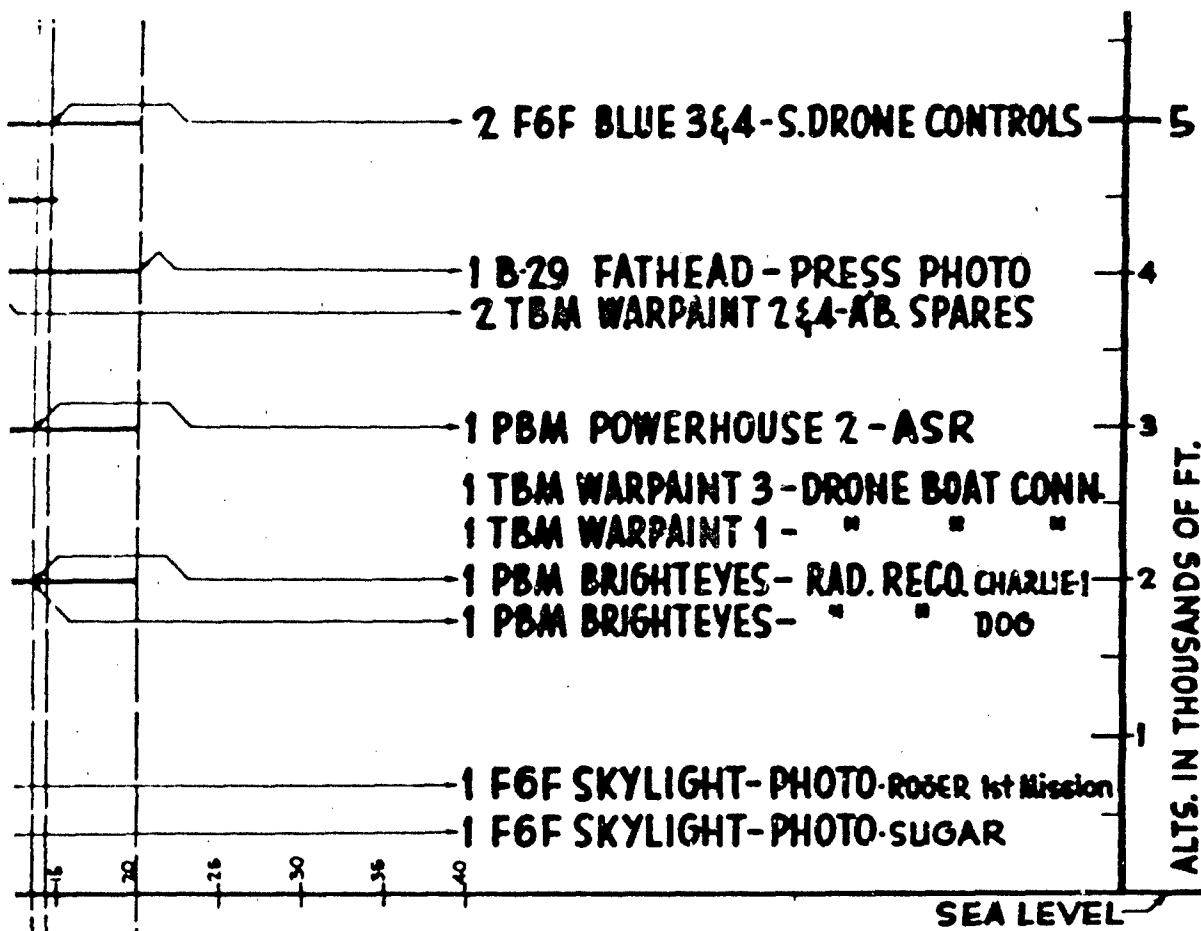 2 F6F BLUE 3&4-S.DRONE CONTROLS
5
1 B-29 FATHEAD-PRESS PHOTO
4
2 TBM WARPAINT 2&4-A.B. SPARES
1 PBM POWERHOUSE 2-ASR
3
1 TBM WARPAINT 3-DRONE BOAT CONN.
1 TBM WARPAINT 1- " " "
1 PBM BRIGHTEYES- RAD. RECO. CHARLIE-1
2
1 PBM BRIGHTEYES- " " DOG
1
1 F6F SKYLIGHT-PHOTO-ROGER 1st Mission
1 F6F SKYLIGHT-PHOTO-SUGAR
15 20 25 30 35 40
SEA LEVEL
ALTS. IN THOUSANDS OF FT.